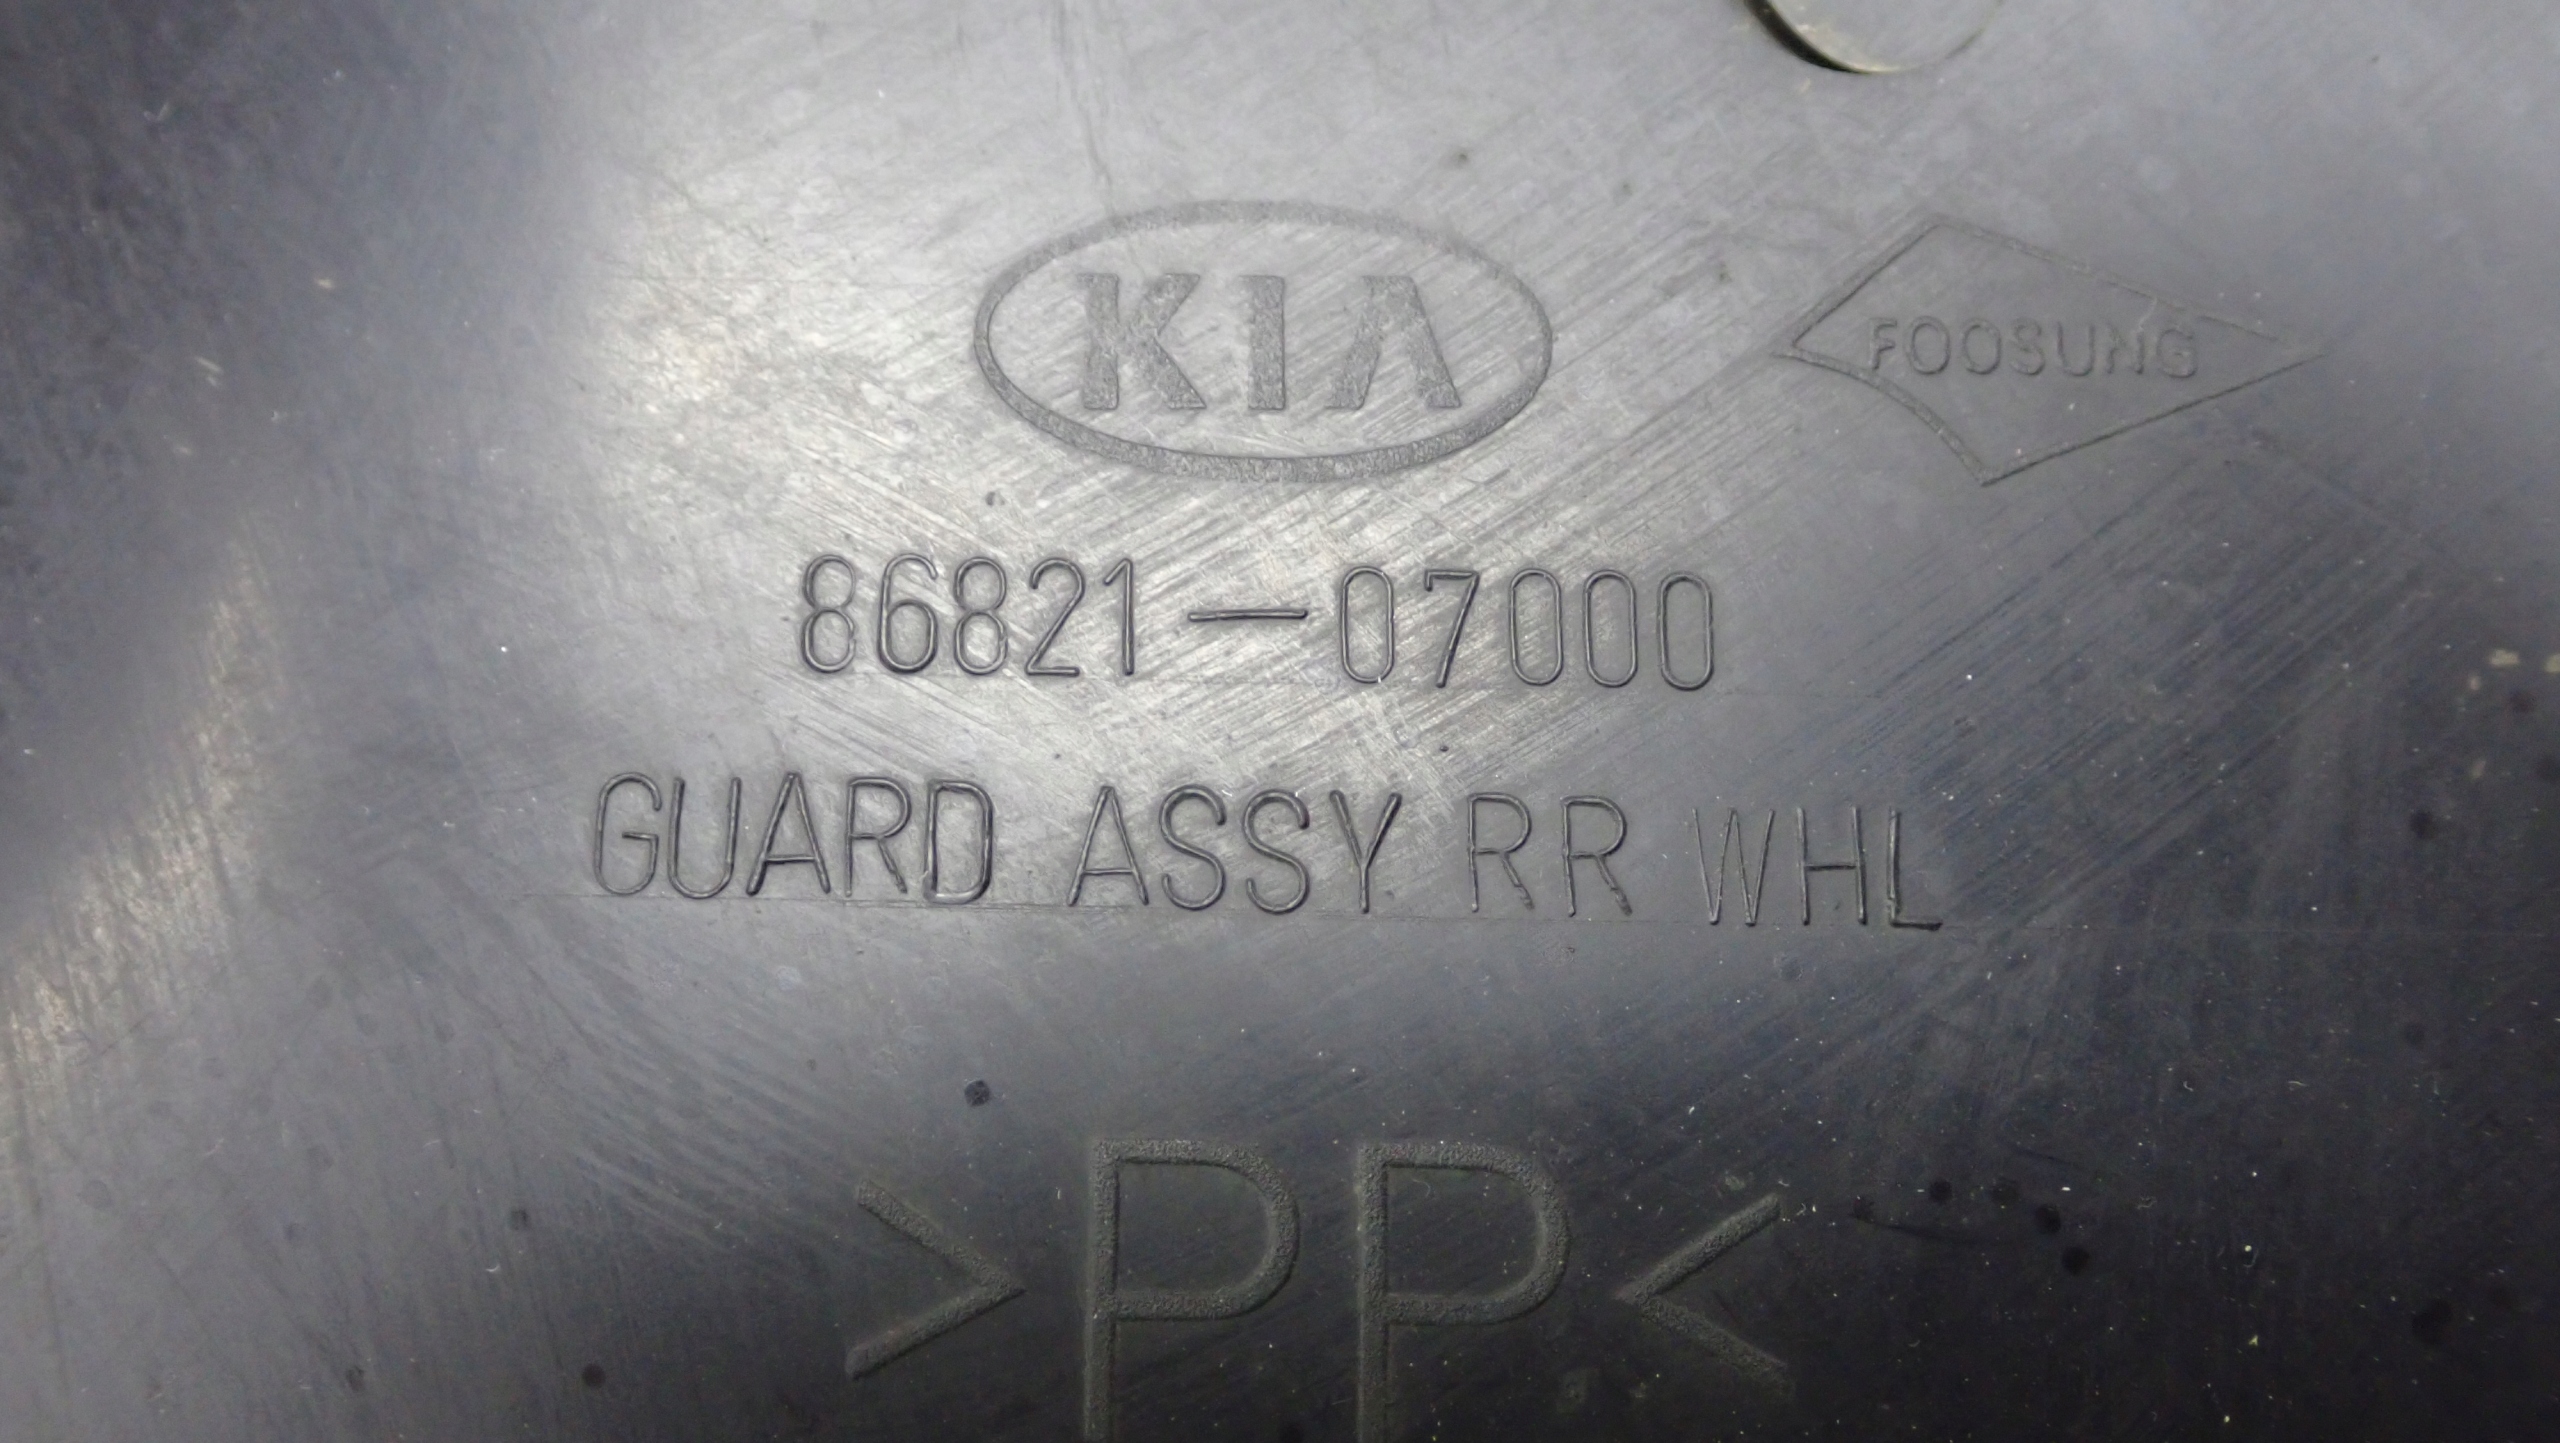 KIA
FOOSUNG
86821-07000
GUARD ASSY RR WHL
>PP<